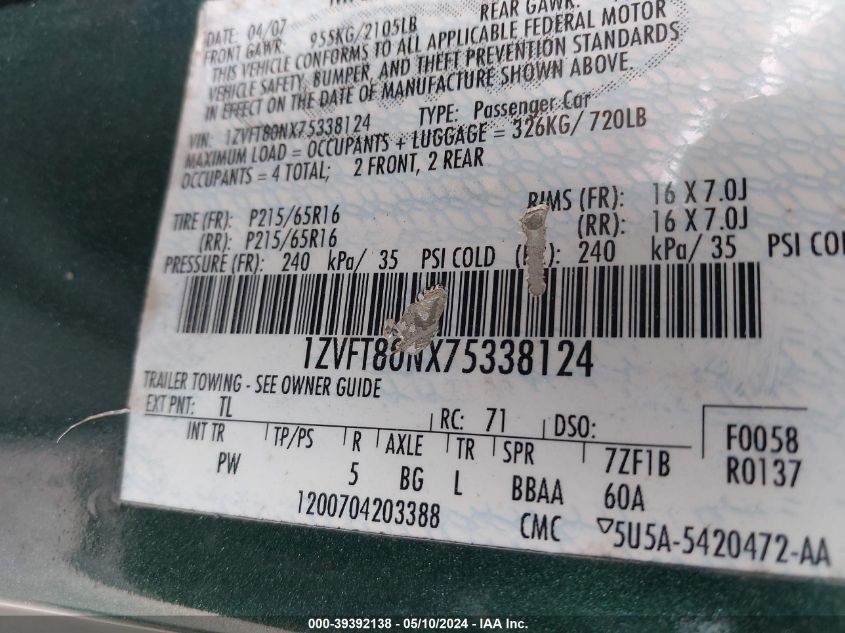 DATE: 04/07
REAR GAWR:
FRONT GAWR: 955KG/2105LB
THIS VEHICLE CONFORMS TO ALL APPLICABLE FEDERAL MOTOR
VEHICLE SAFETY, BUMPER, AND THEFT PREVENTION STANDARDS
IN EFFECT ON THE DATE OF MANUFACTURE SHOWN ABOVE.
VIN: 1ZVFT80NX75338124 TYPE: Passenger Car
MAXIMUM LOAD = OCCUPANTS + LUGGAGE = 326KG/ 720LB
OCCUPANTS = 4 TOTAL; 2 FRONT, 2 REAR
TIRE (FR): P215/65R16 RIMS (FR): 16 X 7.0J
(RR): P215/65R16 (RR): 16 X 7.0J
PRESSURE (FR): 240 kPa/ 35 PSI COLD 240 kPa/ 35 PSI
1ZVFT80NX75338124
TRAILER TOWING - SEE OWNER GUIDE
EXT PNT: TL RC: 71 DSO: F0058
INT TR TP/PS R AXLE TR SPR 7ZF1B R0137
PW 5 BG L BBAA 60A
1200704203388 CMC ▽5U5A-5420472-AA
000-39392138 - 05/10/2024 - IAA Inc.